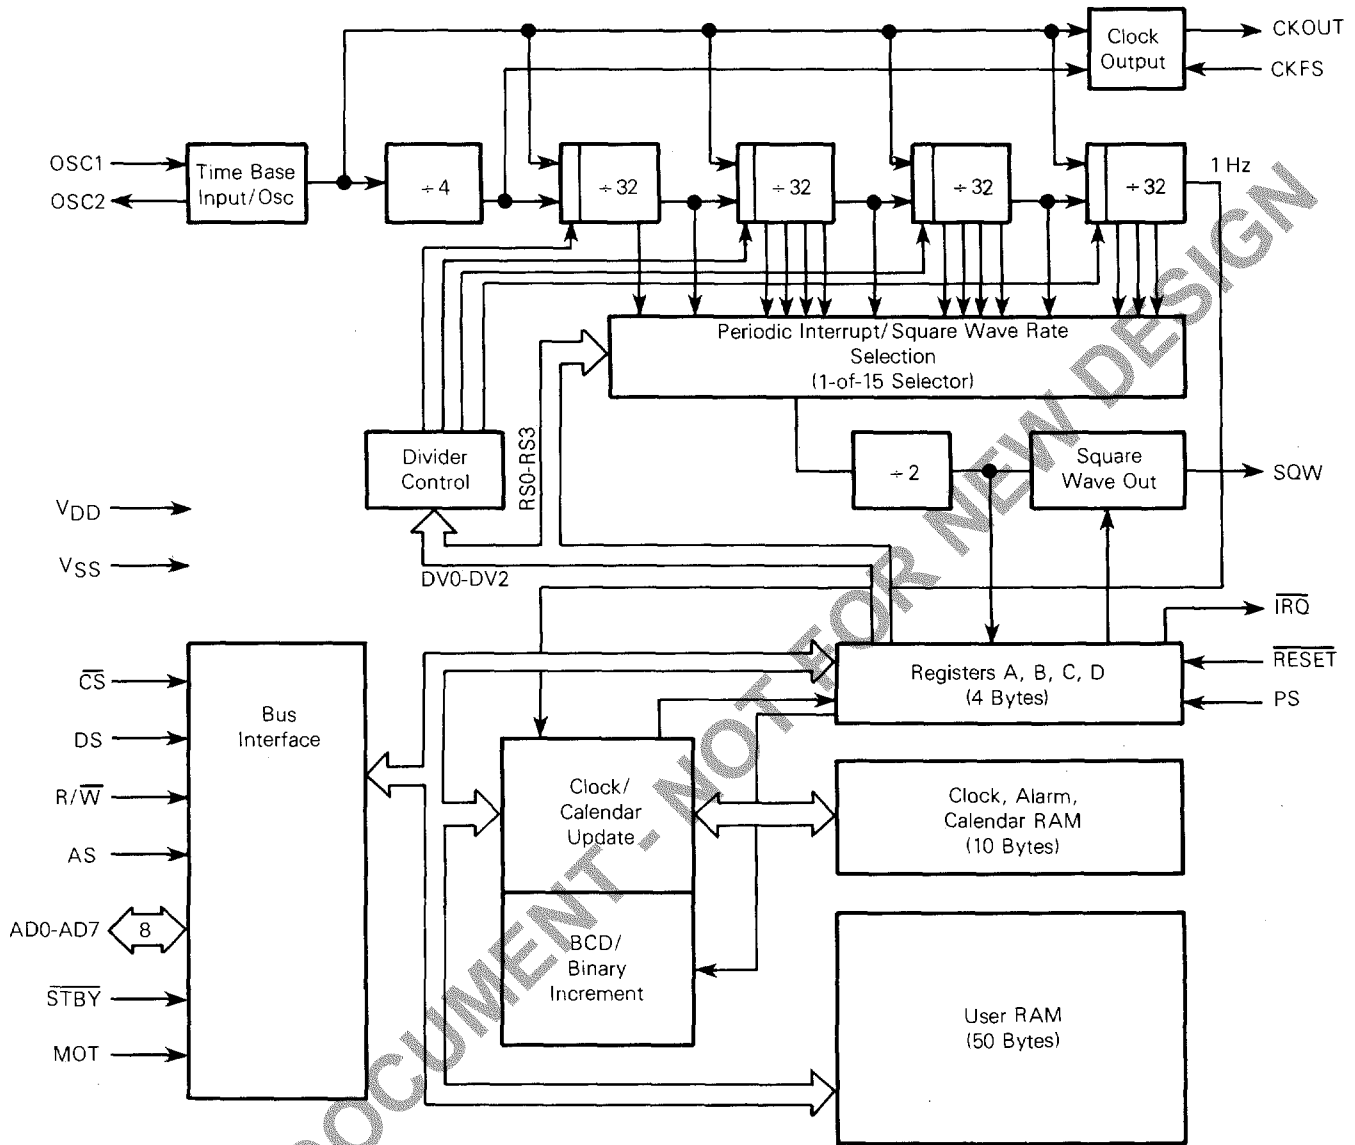 CKOUT
Clock
Output
CKFS
OSC1
OSC2
Time Base
Input/Osc
÷4
÷32
÷32
÷32
÷32
1 Hz
Periodic Interrupt/Square Wave Rate
Selection
(1-of-15 Selector)
Divider
Control
RS0-RS3
÷2
Square
Wave Out
SQW
VDD
VSS
DV0-DV2
IRQ
RESET
PS
Registers A, B, C, D
(4 Bytes)
CS
DS
R/W
AS
AD0-AD7
8
STBY
MOT
Bus
Interface
Clock/
Calendar
Update
BCD/
Binary
Increment
Clock, Alarm,
Calendar RAM
(10 Bytes)
User RAM
(50 Bytes)
DOCUMENT - NOT FOR NEW DESIGN